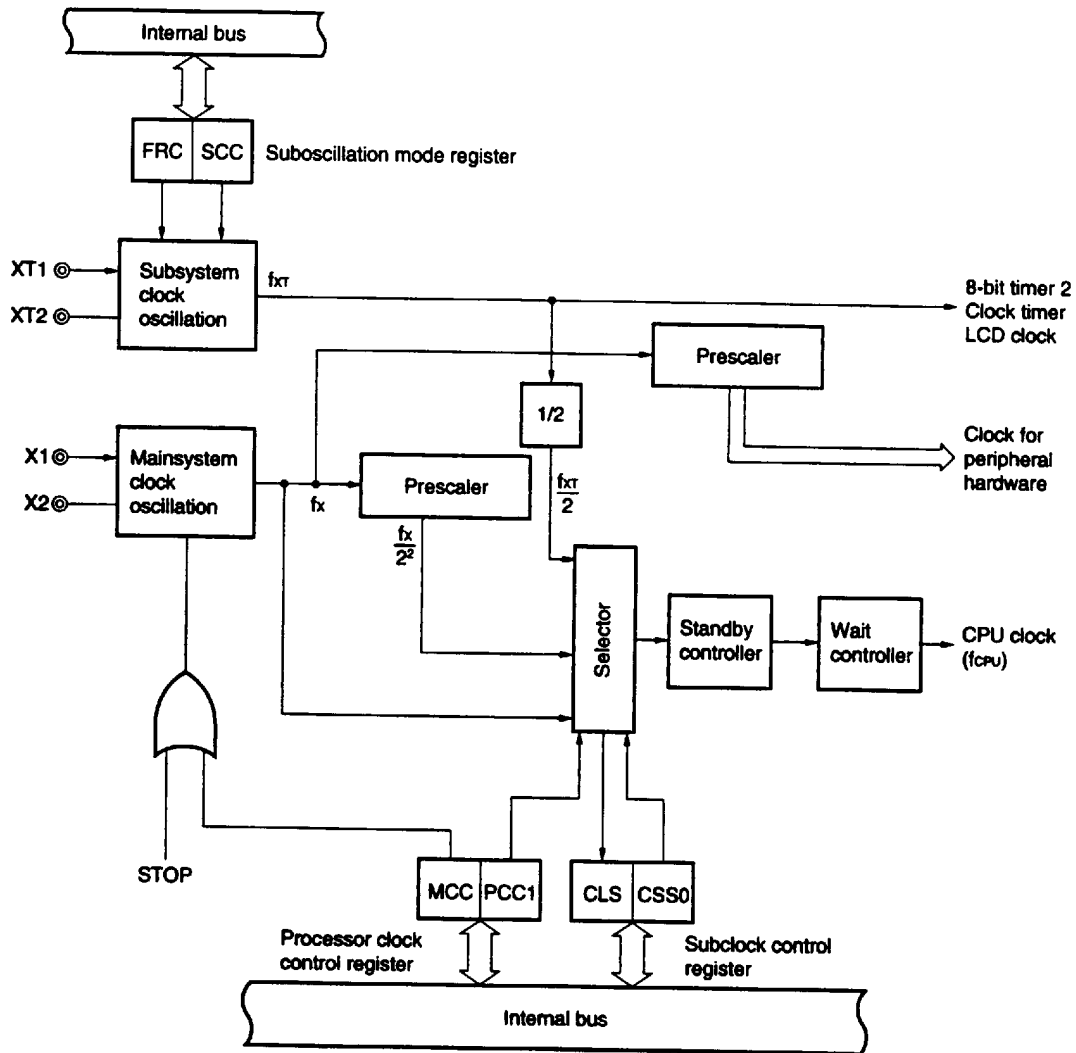 Internal bus
FRC SCC
Suboscillation mode register
XT1
XT2
Subsystem
clock
oscillation
fXT
8-bit timer 2
Clock timer
LCD clock
Prescaler
1/2
Clock for
peripheral
hardware
X1
X2
Mainsystem
clock
oscillation
fX
Prescaler
fXT
2
fX
2²
Selector
Standby
controller
Wait
controller
CPU clock
(fCPU)
STOP
MCC PCC1
CLS CSS0
Processor clock
control register
Subclock control
register
Internal bus